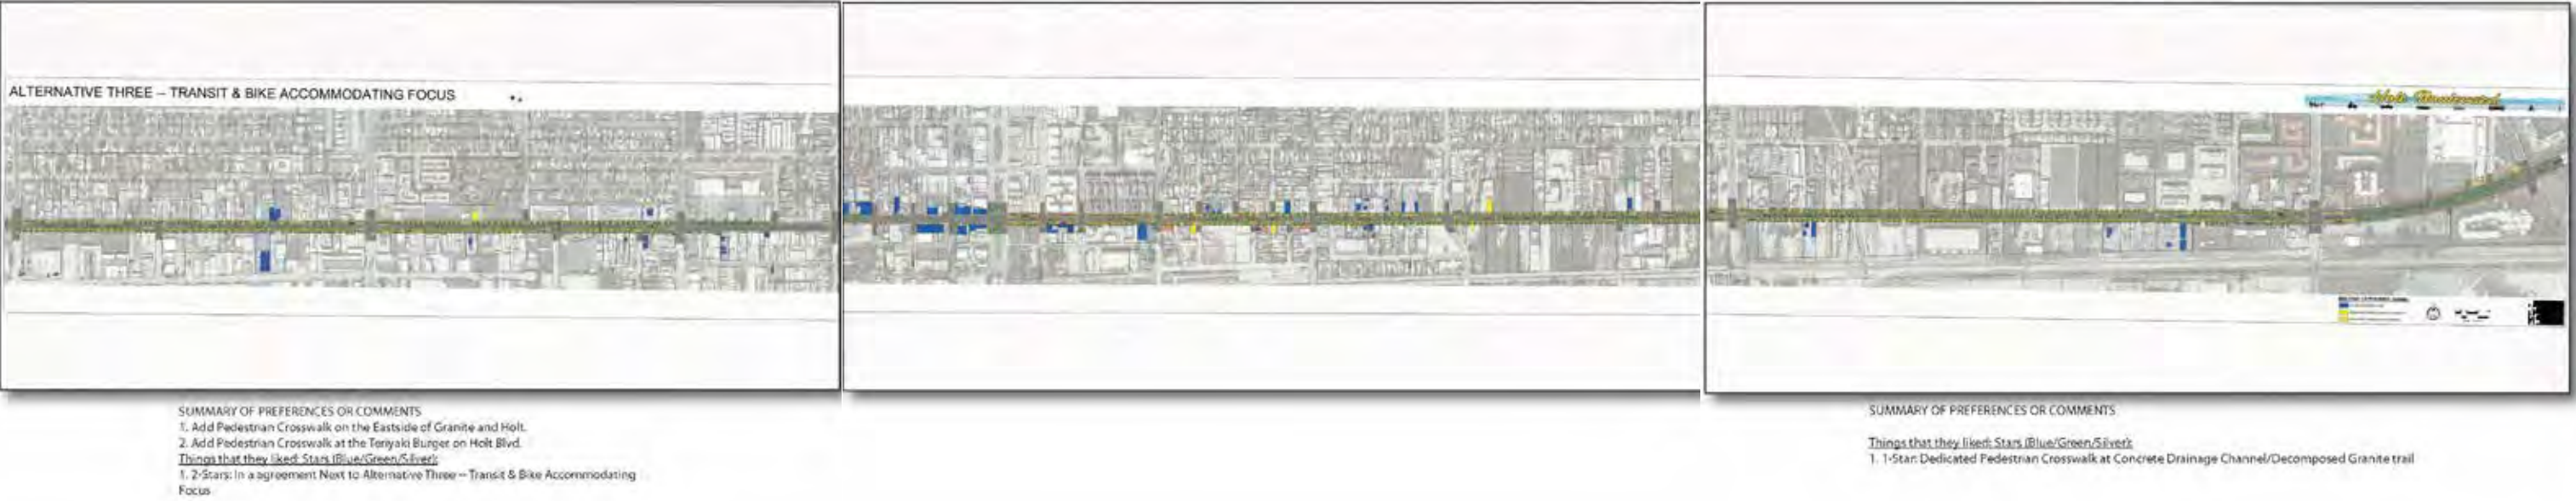 ALTERNATIVE THREE – TRANSIT & BIKE ACCOMMODATING FOCUS
Holt Boulevard
SUMMARY OF PREFERENCES OR COMMENTS
1. Add Pedestrian Crosswalk on the Eastside of Granite and Holt.
2. Add Pedestrian Crosswalk at the Teriyaki Burger on Holt Blvd.
Things that they liked: Stars (Blue/Green/Silver):
1. 2-Stars: In a agreement Next to Alternative Three – Transit & Bike Accommodating
Focus
SUMMARY OF PREFERENCES OR COMMENTS
Things that they liked: Stars (Blue/Green/Silver):
1. 1-Star: Dedicated Pedestrian Crosswalk at Concrete Drainage Channel/Decomposed Granite trail